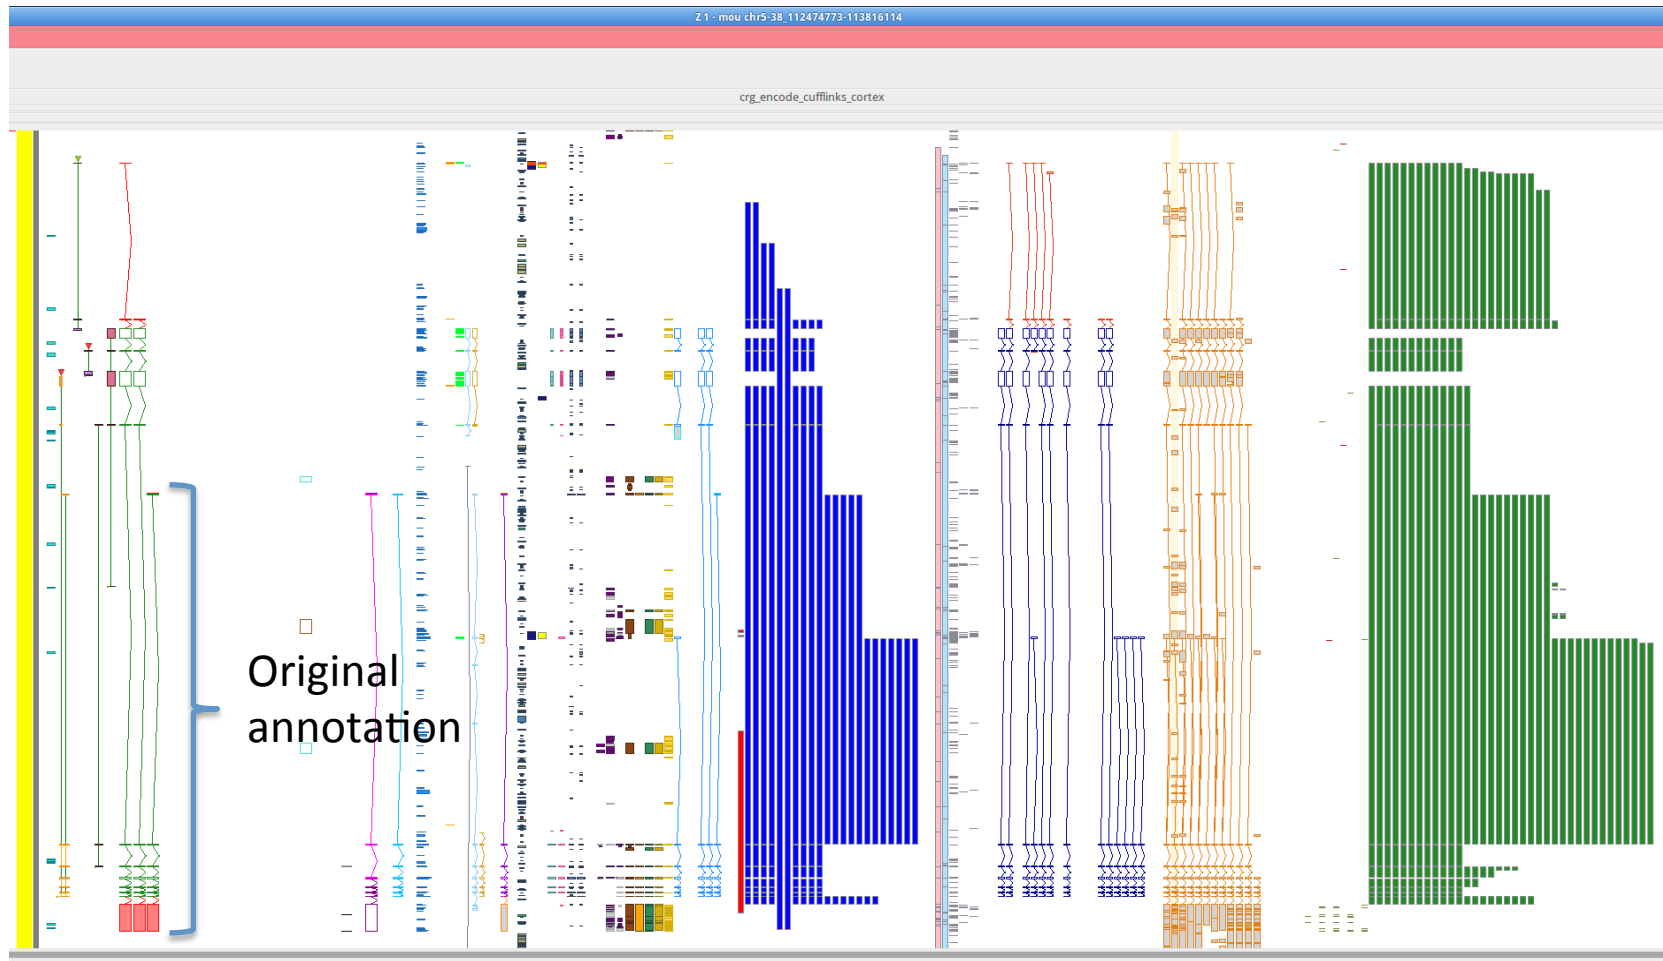 Z 1 - mou chr5-38_112474773-113816114
crg_encode_cufflinks_cortex
Original
annotation